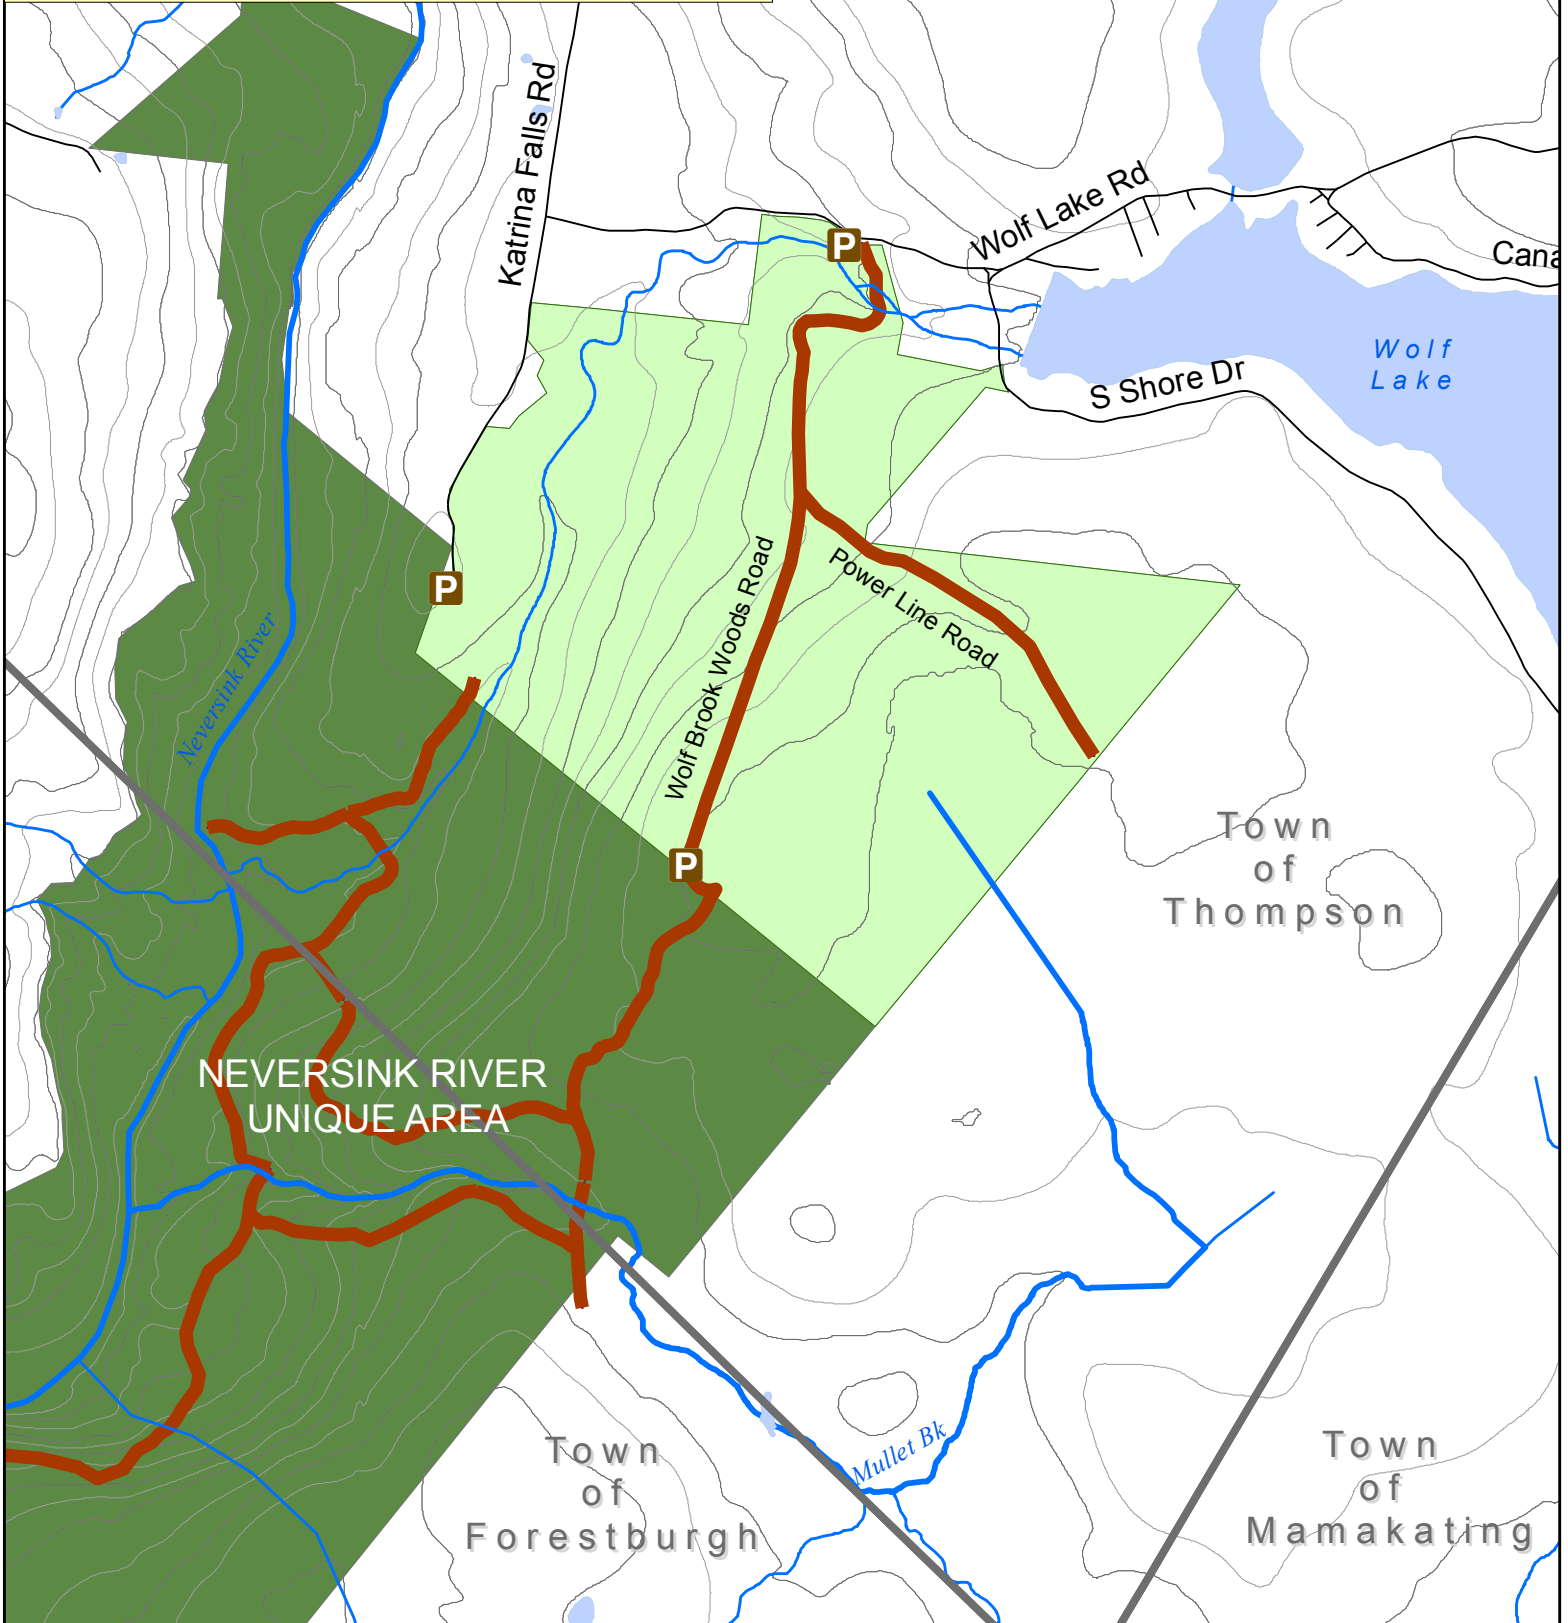 Katrina Falls Rd
Wolf Lake Rd
P
Cana
Wolf
Lake
S Shore Dr
P
Wolf Brook Woods Road
Power Line Road
Neversink River
P
Town
of
Thompson
NEVERSINK RIVER
UNIQUE AREA
Mullet Bk
Town
of
Forestburgh
Town
of
Mamakating